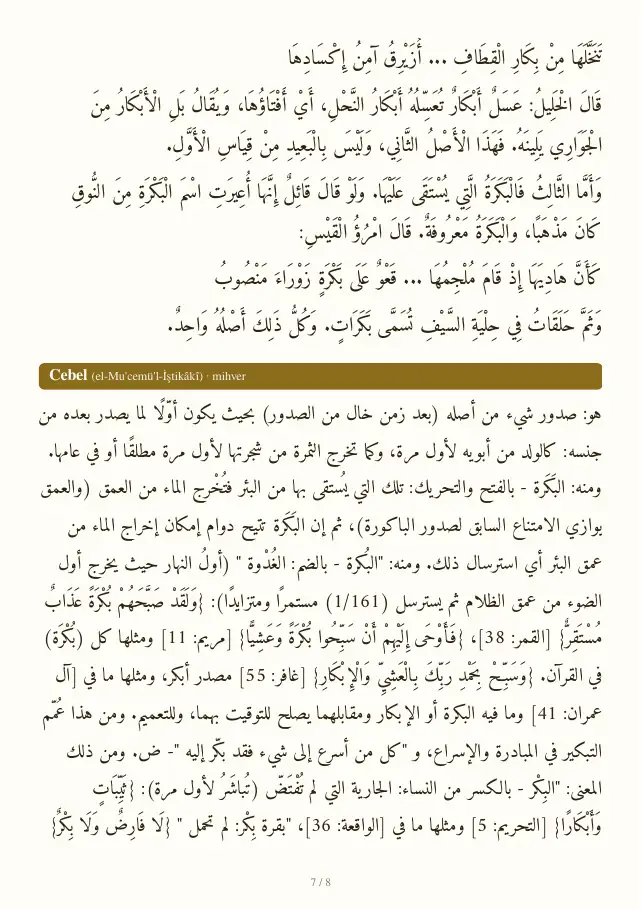 تَنَخَّلَهَا مِنْ بِكَارِ الْقِطَافِ ... أُزَيْرِقُ آمِنُ إِكْسَادِهَا
قَالَ الْخَلِيلُ: عَسَلٌ أَبْكَارٌ تُعَسِّلُهُ أَبْكَارُ النَّحْلِ، أَيْ أَفْتَاؤُهَا، وَيُقَالُ بَلِ الْأَبْكَارُ مِنَ
الْجَوَارِي يَلِينَهُ. فَهَذَا الْأَصْلُ الثَّانِي، وَلَيْسَ بِالْبَعِيدِ مِنْ قِيَاسِ الْأَوَّلِ.
وَأَمَّا الثَّالِثُ فَالْبَكَرَةُ الَّتِي يُسْتَقَى عَلَيْهَا. وَلَوْ قَالَ قَائِلٌ إِنَّهَا أُعِيرَتِ اسْمَ الْبَكْرَةِ مِنَ النُّوقِ
كَانَ مَذْهَبًا، وَالْبَكَرَةُ مَعْرُوفَةٌ. قَالَ امْرُؤُ الْقَيْسِ:
كَأَنَّ هَادِيَهَا إِذْ قَامَ مُلْجِمُهَا ... قَعْوٌ عَلَى بَكْرَةٍ زَوْرَاءَ مَنْصُوبُ
وَثَمَّ حَلَقَاتٌ فِي حِلْيَةِ السَّيْفِ تُسَمَّى بَكَرَاتٍ. وَكُلُّ ذَلِكَ أَصْلُهُ وَاحِدٌ.
Cebel (el-Mu'cemü'l-İştikâkî) · mihver
هو: صدور شيء من أصله (بعد زمن خال من الصدور) بحيث يكون أوّلًا لما يصدر بعده من
جنسه: كالولد من أبويه لأول مرة، وكما تخرج الثمرة من شجرتها لأول مرة مطلقًا أو في عامها.
ومنه: البَكَرة - بالفتح والتحريك: تلك التي يُستقى بها من البئر فتُخْرج الماء من العمق (والعمق
يوازي الامتناع السابق لصدور الباكورة)، ثم إن البَكَرة تتيح دوام إمكان إخراج الماء من
عمق البئر أي استرسال ذلك. ومنه: "البُكرة - بالضم: الغُدْوة " (أولُ النهار حيث يخرج أول
الضوء من عمق الظلام ثم يسترسل (1/161) مستمرًا ومتزايدًا): {وَلَقَدْ صَبَّحَهُمْ بُكْرَةً عَذَابٌ
مُسْتَقِرٌّ} [القمر: 38]، {فَأَوْحَى إِلَيْهِمْ أَنْ سَبِّحُوا بُكْرَةً وَعَشِيًّا} [مريم: 11] ومثلها كل (بُكْرَة)
في القرآن. {وَسَبِّحْ بِحَمْدِ رَبِّكَ بِالْعَشِيِّ وَالْإِبْكَارِ} [غافر: 55] مصدر أبكر، ومثلها ما في [آل
عمران: 41] وما فيه البكرة أو الإبكار ومقابلهما يصلح للتوقيت بهما، وللتعميم. ومن هذا عُمّم
التبكير في المبادرة والإسراع، و "كل من أسرع إلى شيء فقد بكّر إليه "- ض. ومن ذلك
المعنى: "البِكْر - بالكسر من النساء: الجارية التي لم تُفْتَضّ (تُباشَرُ لأول مرة): {ثَيِّبَاتٍ
وَأَبْكَارًا} [التحريم: 5] ومثلها ما في [الواقعة: 36]، "بقرة بِكْر: لم تحمل " {لَا فَارِضٌ وَلَا بِكْرٌ}
7 / 8